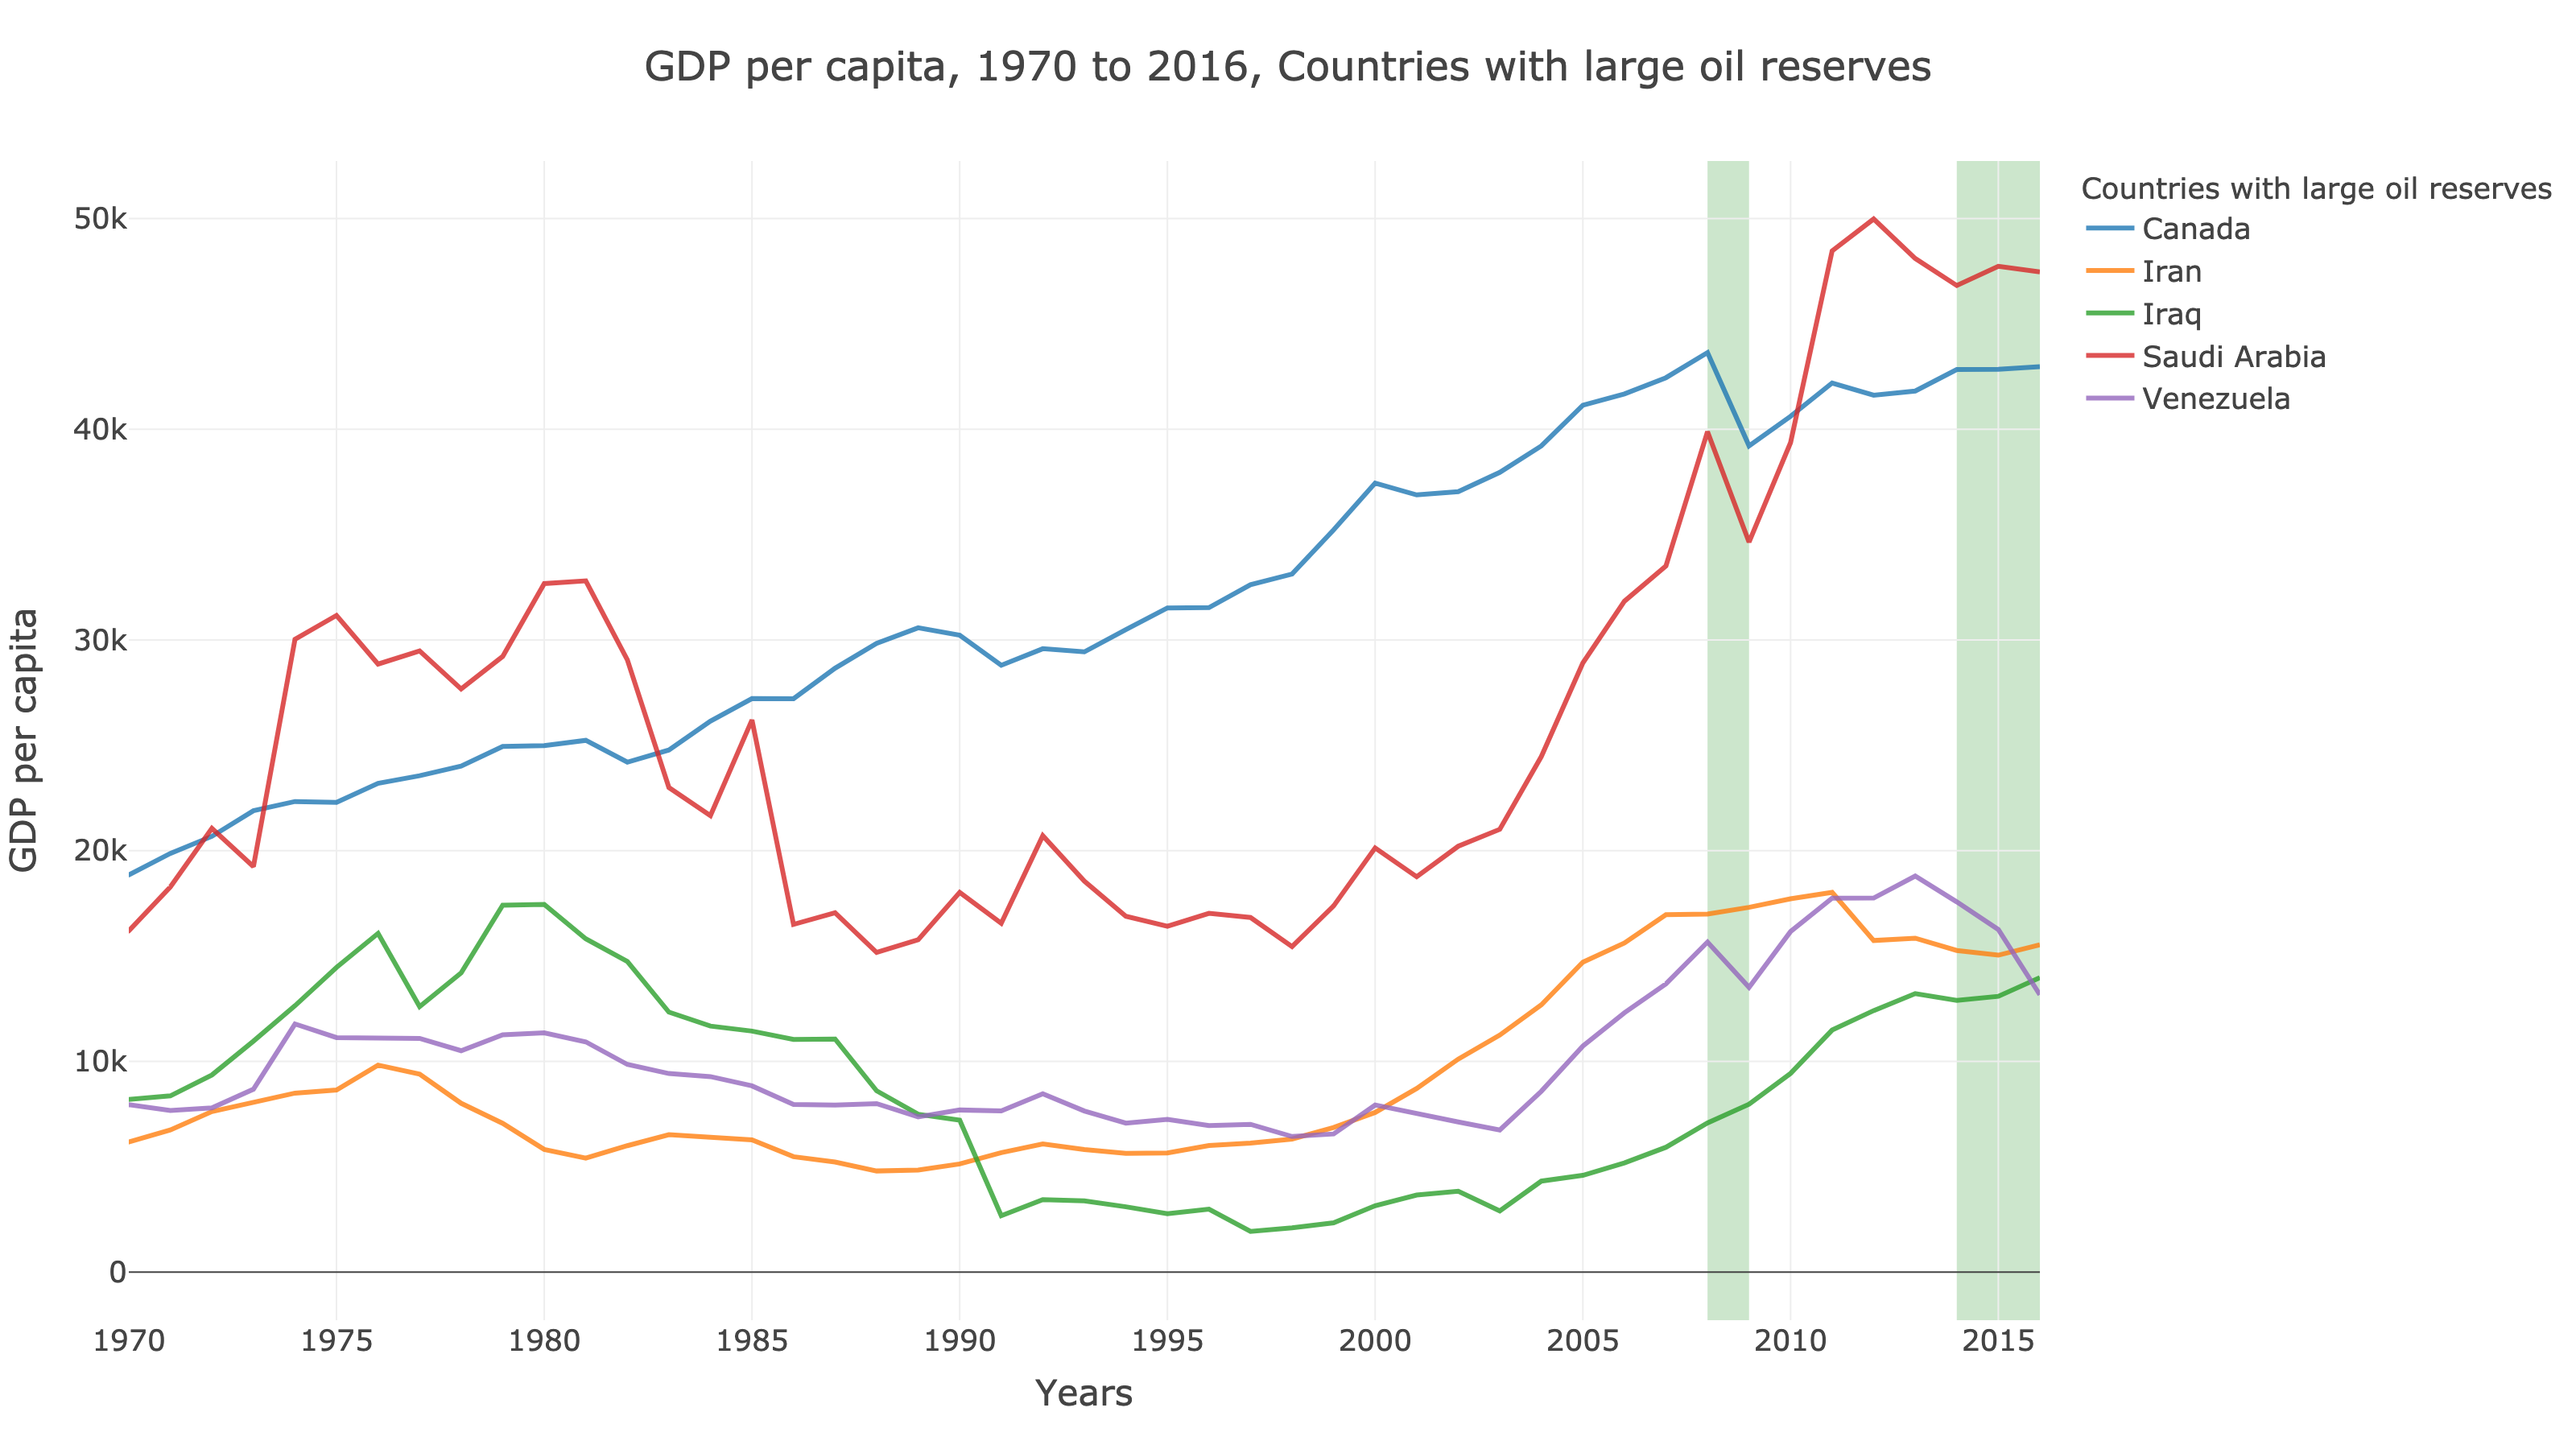 GDP per capita, 1970 to 2016, Countries with large oil reserves
Countries with large oil reserves
Canada
Iran
Iraq
Saudi Arabia
Venezuela
GDP per capita
50k
40k
30k
20k
10k
0
1970 1975 1980 1985 1990 1995 2000 2005 2010 2015
Years